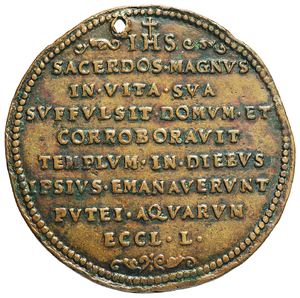 IHS
SACERDOS·MAGNVS
IN·VITA·SVA
SVFFVLSIT·DOMVM·ET
CORROBORAVIT
TEMPLVM·IN·DIEBVS
IPSIVS·EMANAVERVNT
PVTEI·AQVARVN
ECCL·L·